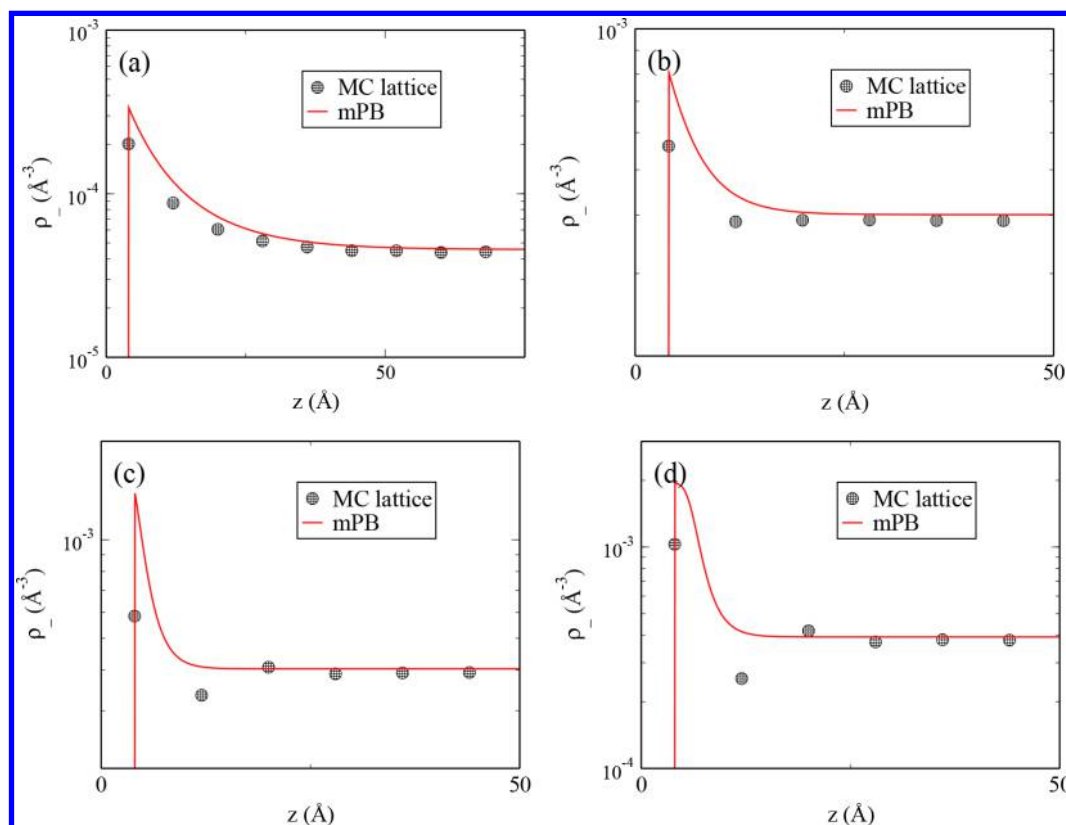 (a)
10⁻³
10⁻⁴
10⁻⁵
ρ_ (Å⁻³)
MC lattice
mPB
0
50
z (Å)
(b)
10⁻³
ρ_ (Å⁻³)
MC lattice
mPB
0
50
z (Å)
(c)
10⁻³
ρ_ (Å⁻³)
MC lattice
mPB
0
50
z (Å)
(d)
10⁻³
10⁻⁴
ρ_ (Å⁻³)
MC lattice
mPB
0
50
z (Å)